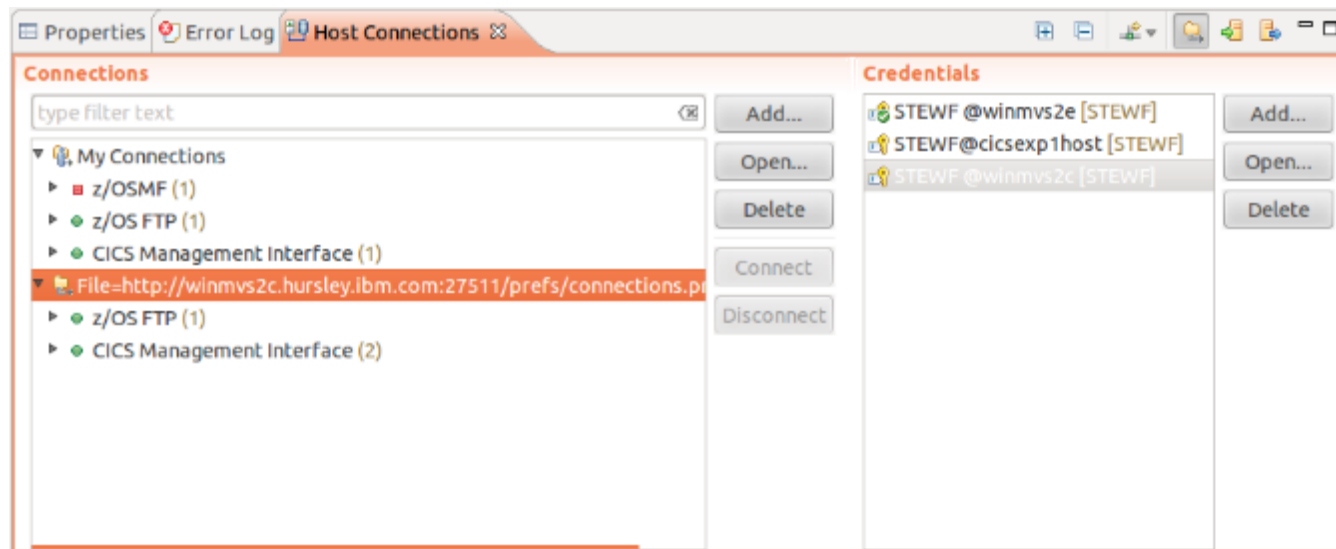 Properties Error Log Host Connections
Connections
type filter text
Add...
Open...
Delete
Connect
Disconnect
My Connections
z/OSMF (1)
z/OS FTP (1)
CICS Management Interface (1)
File=http://winmvs2c.hursley.ibm.com:27511/prefs/connections.pr
z/OS FTP (1)
CICS Management Interface (2)
Credentials
STEWF @winmvs2e [STEWF]
STEWF@cicsexp1host [STEWF]
STEWF @winmvs2c [STEWF]
Add...
Open...
Delete